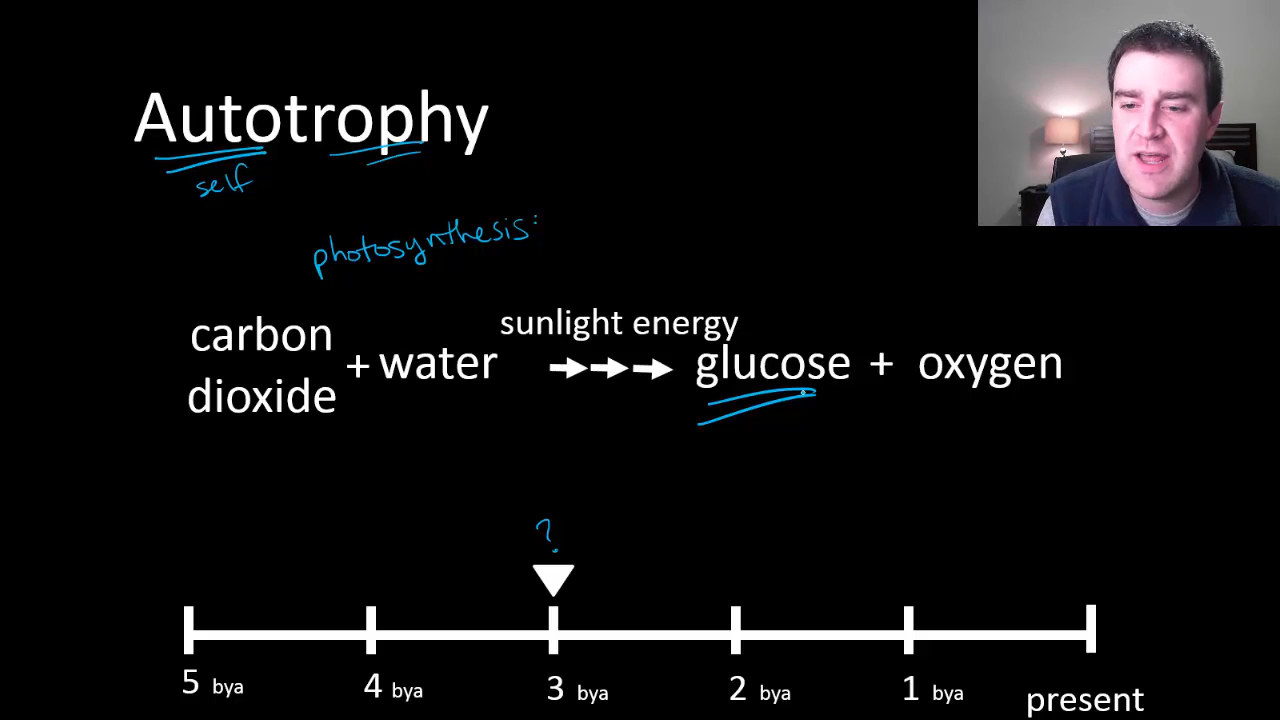 Autotrophy
self
photosynthesis:
sunlight energy
carbon
dioxide
+ water
glucose + oxygen
?
5 bya 4 bya 3 bya 2 bya 1 bya present